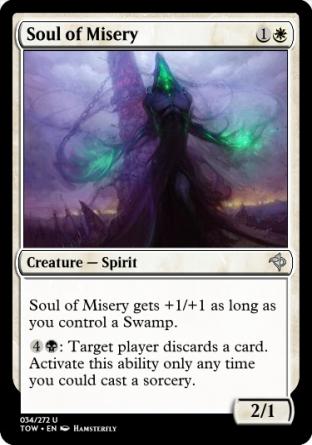 Soul of Misery 1
Creature — Spirit
Soul of Misery gets +1/+1 as long as
you control a Swamp.
4: Target player discards a card.
Activate this ability only any time
you could cast a sorcery.
2/1
034/272 U
TOW • EN Hamsterfly